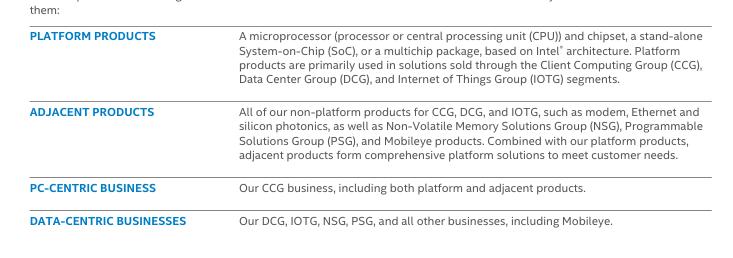 them:
PLATFORM PRODUCTS
A microprocessor (processor or central processing unit (CPU)) and chipset, a stand-alone
System-on-Chip (SoC), or a multichip package, based on Intel® architecture. Platform
products are primarily used in solutions sold through the Client Computing Group (CCG),
Data Center Group (DCG), and Internet of Things Group (IOTG) segments.
ADJACENT PRODUCTS
All of our non-platform products for CCG, DCG, and IOTG, such as modem, Ethernet and
silicon photonics, as well as Non-Volatile Memory Solutions Group (NSG), Programmable
Solutions Group (PSG), and Mobileye products. Combined with our platform products,
adjacent products form comprehensive platform solutions to meet customer needs.
PC-CENTRIC BUSINESS
Our CCG business, including both platform and adjacent products.
DATA-CENTRIC BUSINESSES
Our DCG, IOTG, NSG, PSG, and all other businesses, including Mobileye.